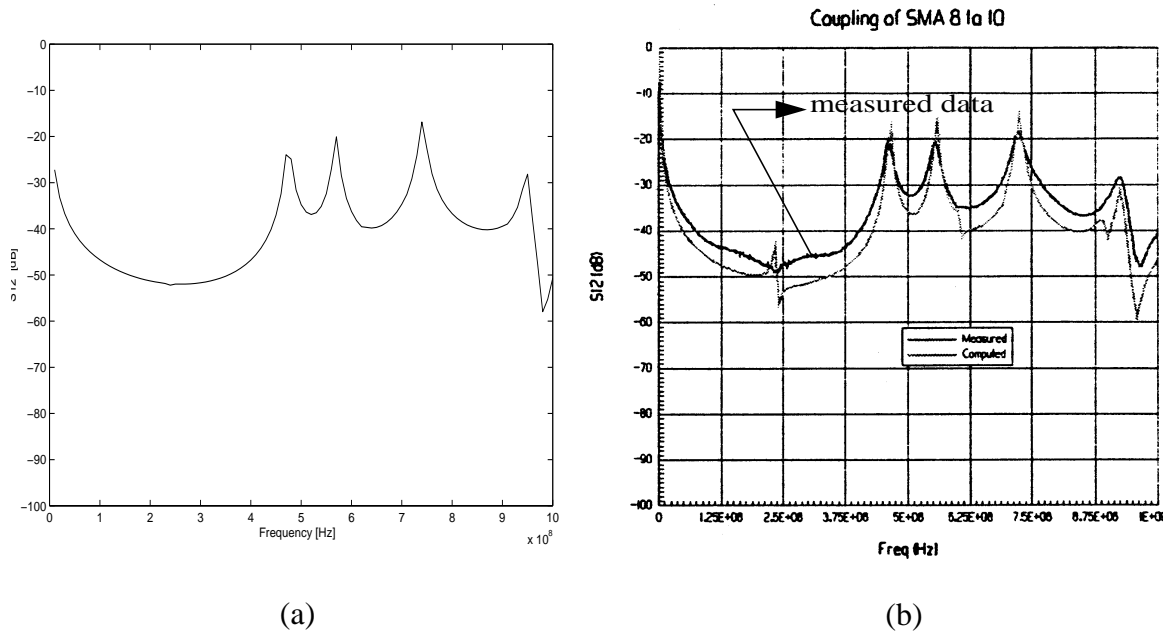 0
−10
−20
−30
−40
−50
−60
−70
−80
−90
−100
0 1 2 3 4 5 6 7 8 9 10
Frequency [Hz]
x 10⁸
(a)
Coupling of SMA 8 to 10
0
-10
-20
-30
-40
-50
-60
-70
-80
-90
-100
S12 (dB)
measured data
Measured
Computed
0 1.25E+08 2.5E+08 3.75E+08 5E+08 6.25E+08 7.5E+08 8.75E+08
Freq (Hz)
(b)